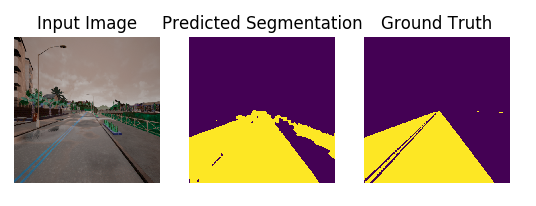 Input Image
Predicted Segmentation
Ground Truth